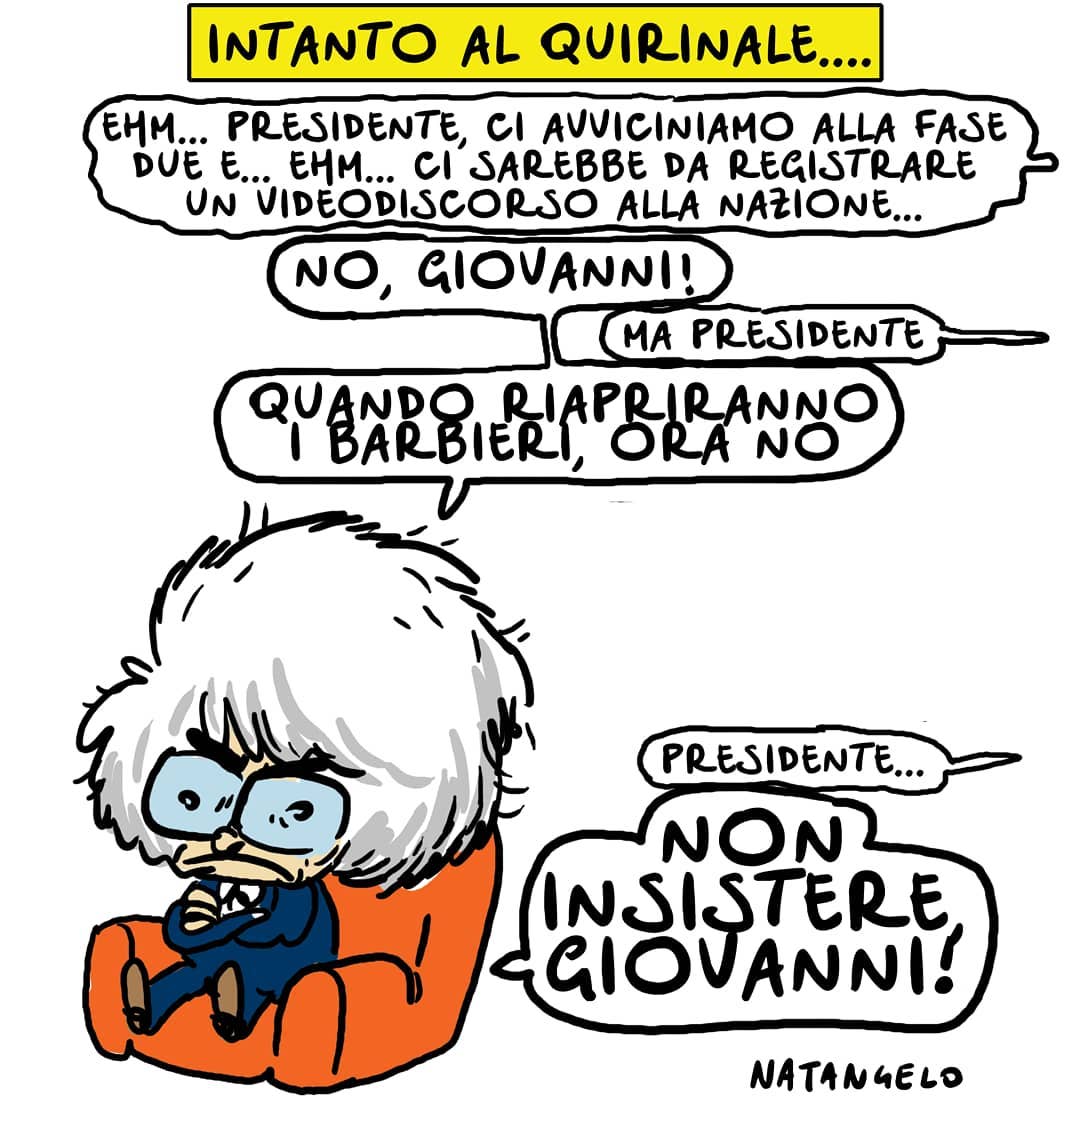 INTANTO AL QUIRINALE....
EHM... PRESIDENTE, CI AVVICINIAMO ALLA FASE
DUE E... EHM... CI SAREBBE DA REGISTRARE
UN VIDEODISCORSO ALLA NAZIONE...
NO, GIOVANNI!
MA PRESIDENTE
QUANDO RIAPRIRANNO
I BARBIERI, ORA NO
PRESIDENTE...
NON
INSISTERE,
GIOVANNI!
NATANGELO